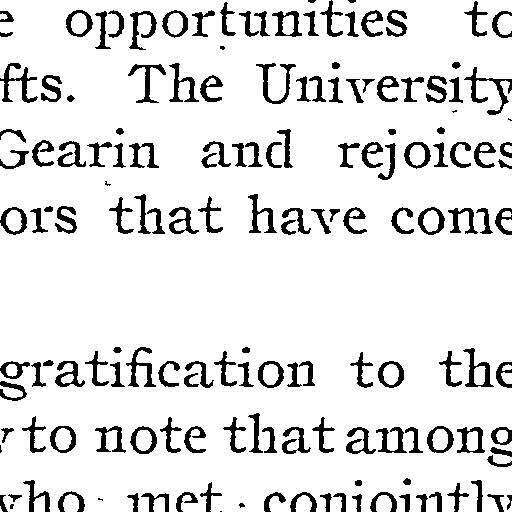 e opportunities to
fts. The University
Gearin and rejoices
ors that have come
gratification to the
y to note that among
who met conjointly